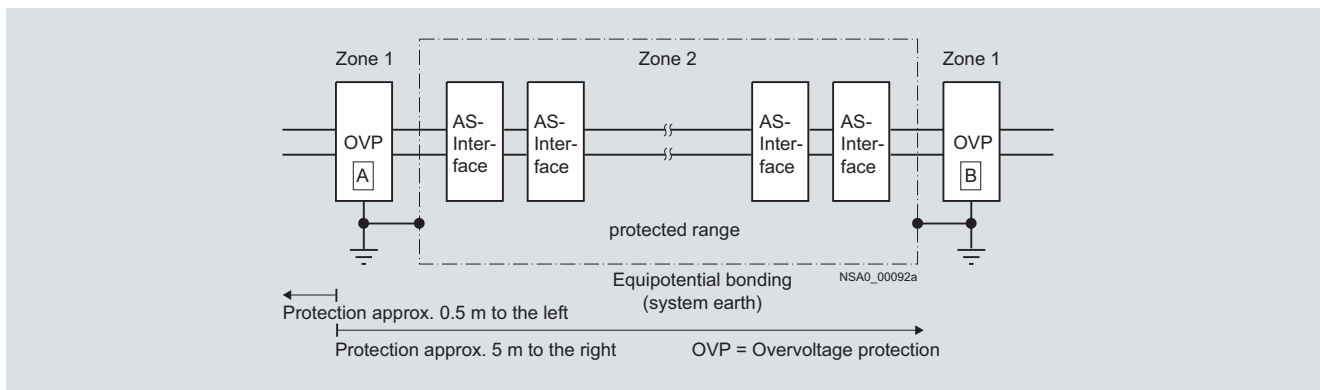 Zone 1
Zone 2
Zone 1
OVP
A
AS-
Inter-
face
AS-
Inter-
face
AS-
Inter-
face
AS-
Inter-
face
OVP
B
protected range
Equipotential bonding
(system earth)
NSA0_00092a
Protection approx. 0.5 m to the left
Protection approx. 5 m to the right
OVP = Overvoltage protection